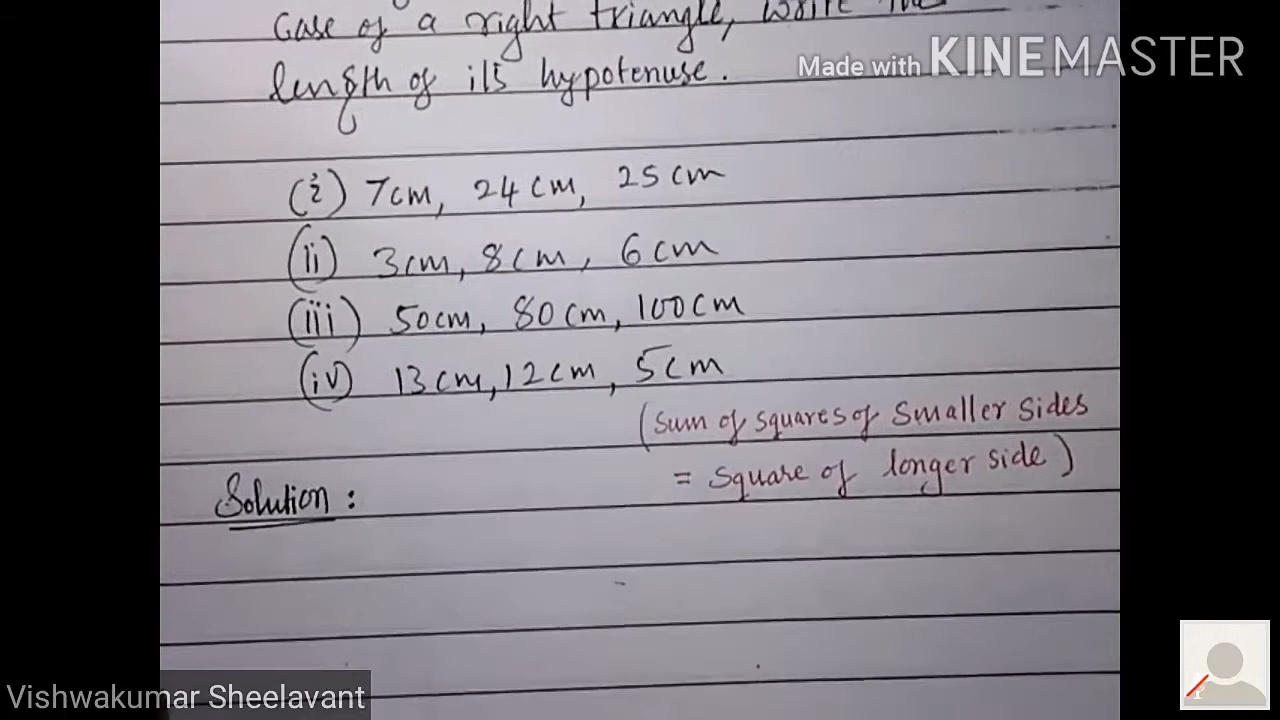 case of a right triangle, write the
length of its hypotenuse.
Made with KINEMASTER
(i) 7cm, 24cm, 25cm
(ii) 3cm, 8cm, 6cm
(iii) 50cm, 80cm, 100cm
(iv) 13cm, 12cm, 5cm
(sum of squares of smaller sides
= square of longer side)
Solution :
Vishwakumar Sheelavant